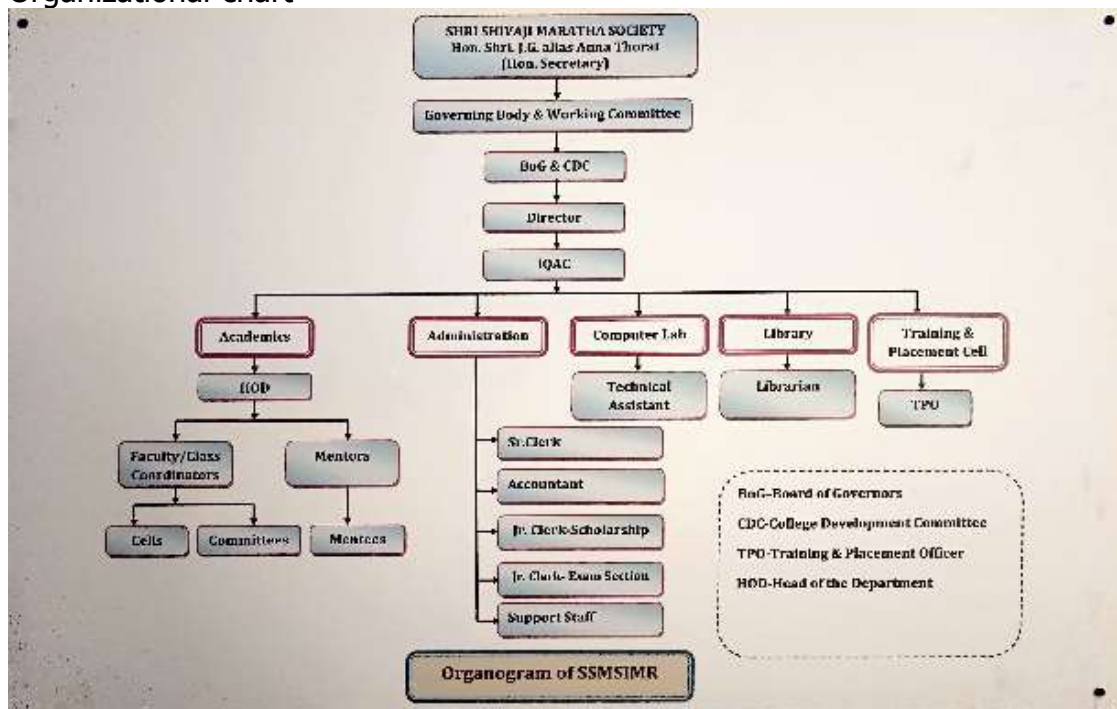 Organizational Chart
SHRI SHIVAJI MARATHA SOCIETY
Hon. Shri. J.G. alias Anna Thorat
(Hon. Secretary)
Governing Body & Working Committee
BoG & CDC
Director
IQAC
Academics
Administration
Computer Lab
Library
Training &
Placement Cell
HOD
Technical
Assistant
Librarian
TPO
Faculty/Class
Coordinators
Mentors
Cells
Committees
Mentees
Sr.Clerk
Accountant
Jr. Clerk-Scholarship
Jr. Clerk- Exam Section
Support Staff
BoG-Board of Governors
CDC-College Development Committee
TPO-Training & Placement Officer
HOD-Head of the Department
Organogram of SSMSIMR